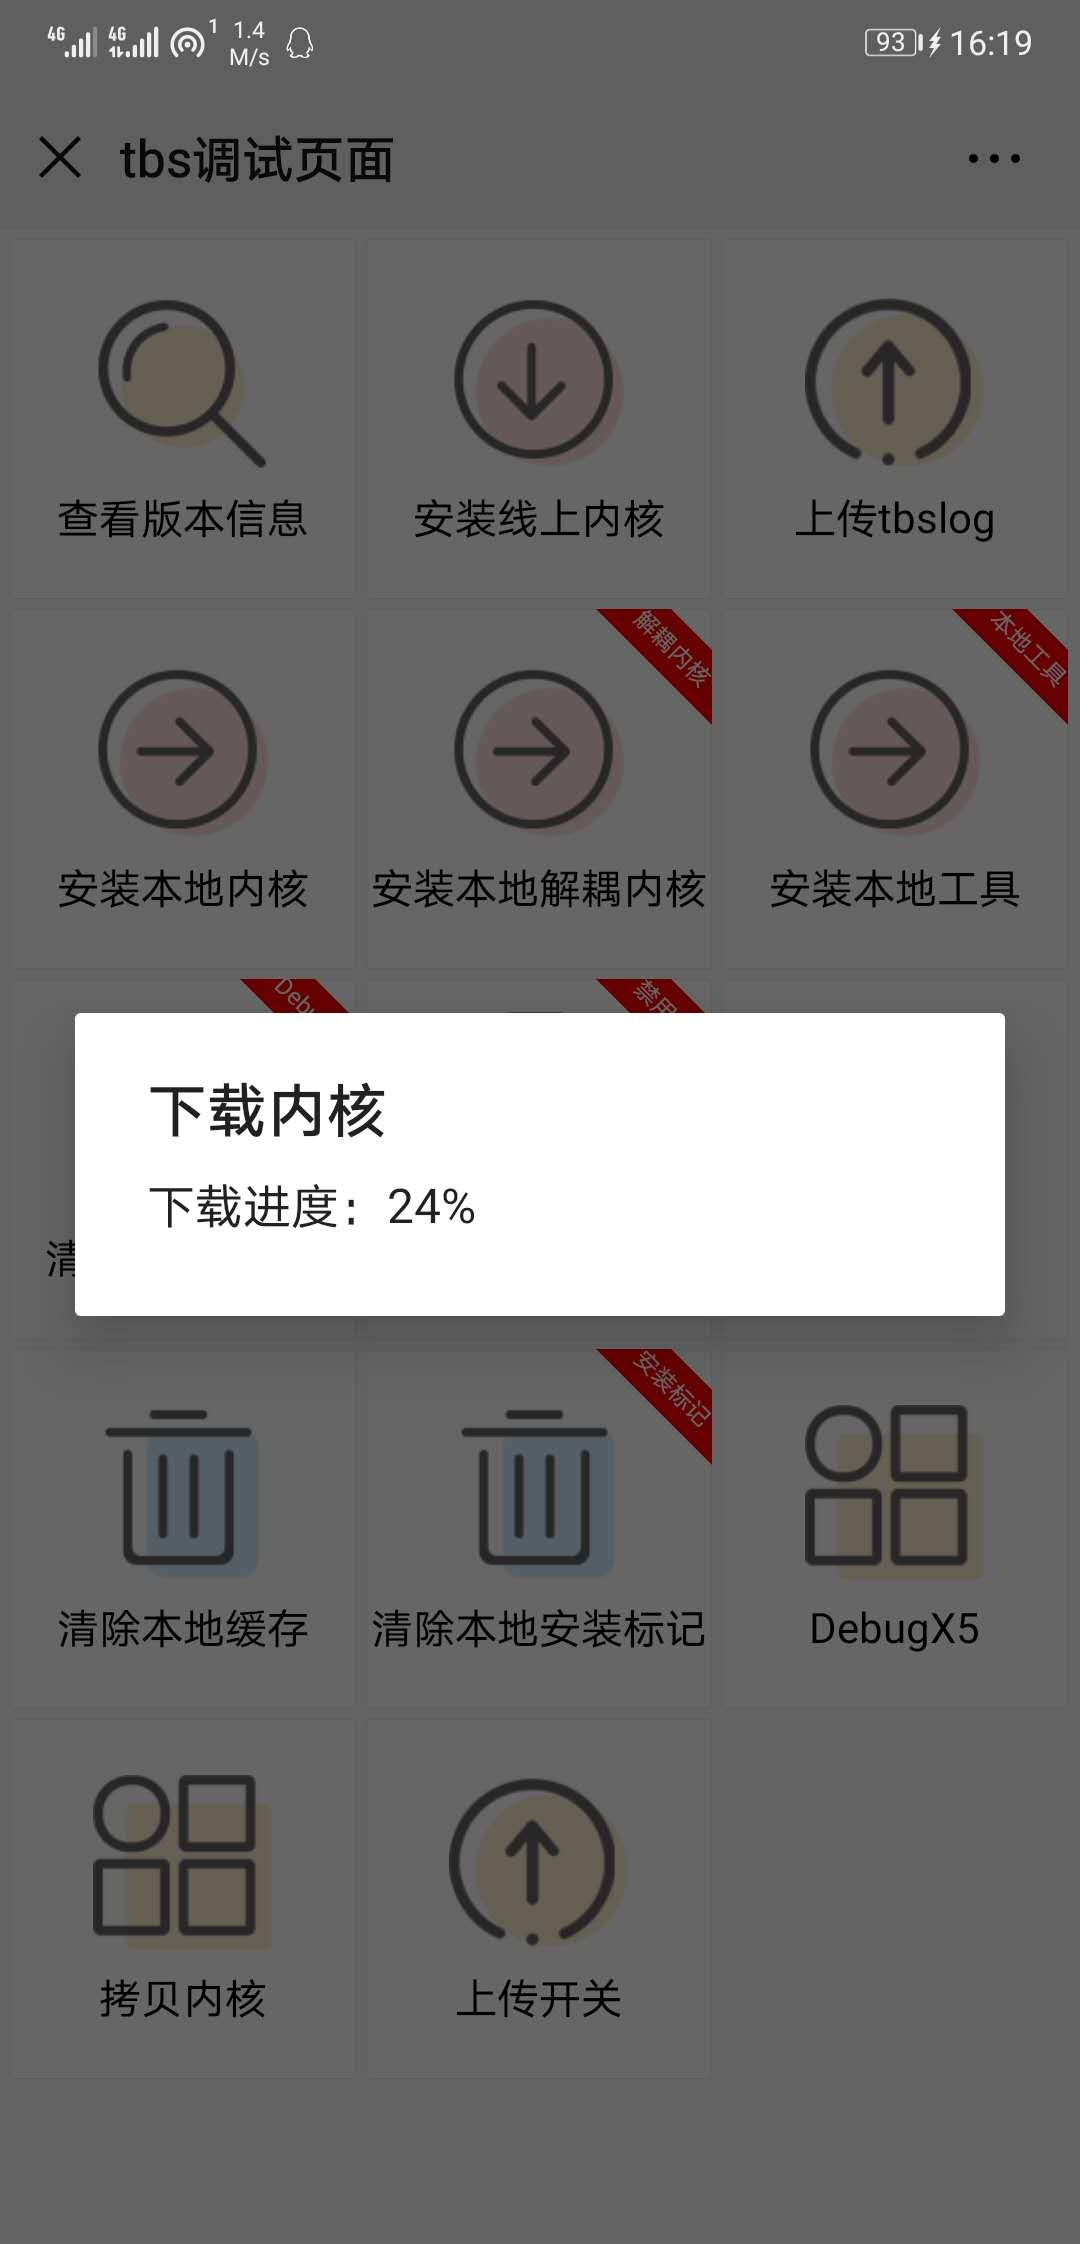 4G 4G 1 1.4 M/s 93 16:19
tbs调试页面
查看版本信息 安装线上内核 上传tbslog
解耦内核 本地工具
安装本地内核 安装本地解耦内核 安装本地工具
禁用
下载内核
下载进度：24%
清
安装标记
清除本地缓存 清除本地安装标记 DebugX5
拷贝内核 上传开关